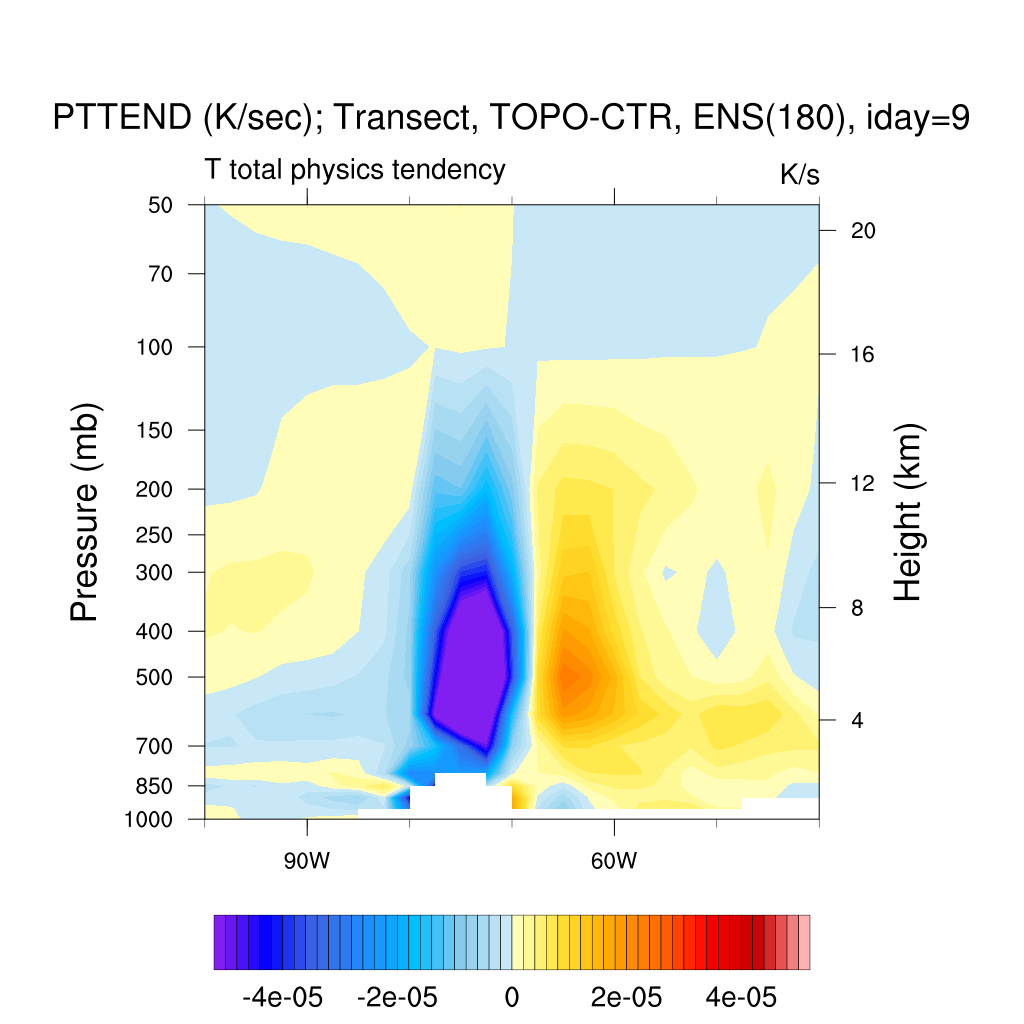 PTTEND (K/sec); Transect, TOPO-CTR, ENS(180), iday=9
T total physics tendency K/s
50
70
100
150
200
250
300
400
500
700
850
1000
Pressure (mb)
20
16
12
8
4
Height (km)
90W 60W
-4e-05 -2e-05 0 2e-05 4e-05